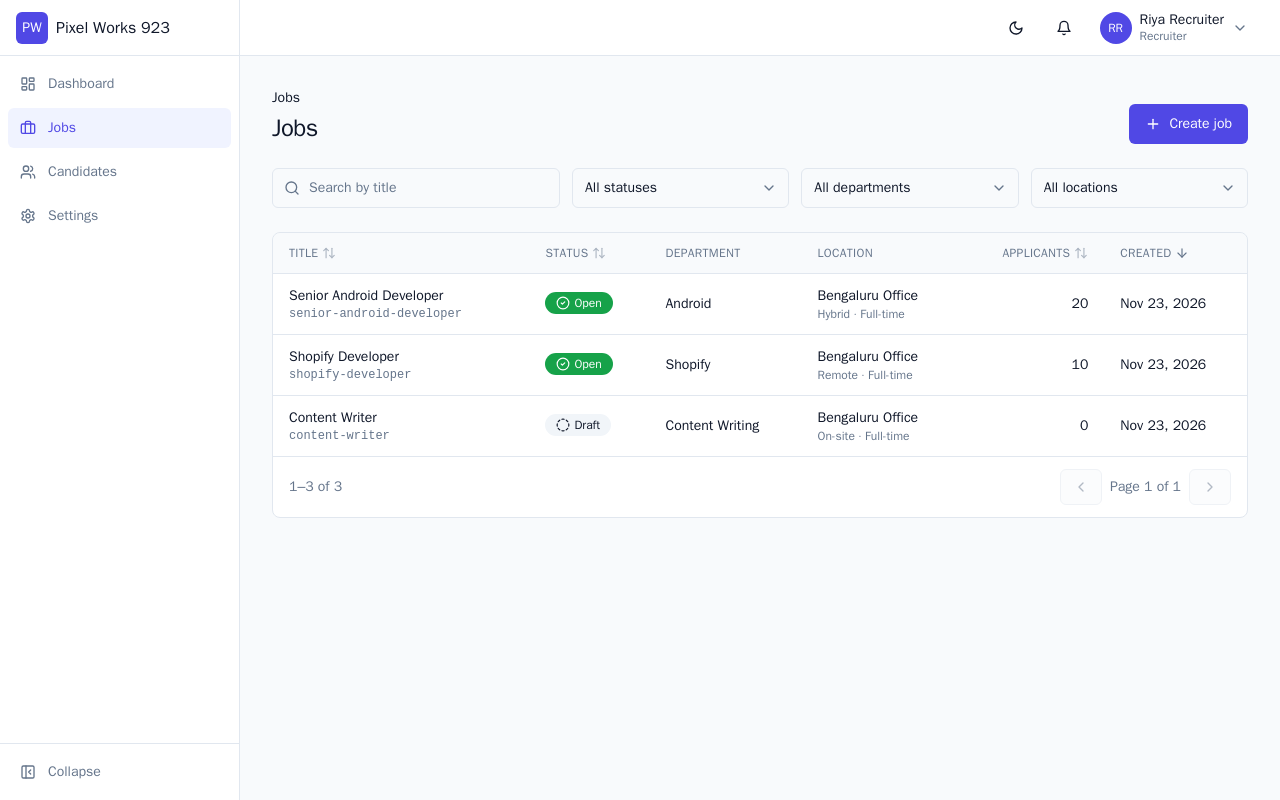 PW Pixel Works 923
RR Riya Recruiter
Recruiter
Dashboard
Jobs
Candidates
Settings
Collapse
Jobs
Jobs
Create job
Search by title
All statuses
All departments
All locations
TITLE STATUS DEPARTMENT LOCATION APPLICANTS CREATED
Senior Android Developer
senior-android-developer
Open
Android
Bengaluru Office
Hybrid · Full-time
20
Nov 23, 2026
Shopify Developer
shopify-developer
Open
Shopify
Bengaluru Office
Remote · Full-time
10
Nov 23, 2026
Content Writer
content-writer
Draft
Content Writing
Bengaluru Office
On-site · Full-time
0
Nov 23, 2026
1–3 of 3
Page 1 of 1